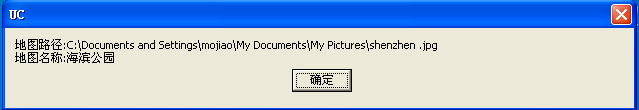 UC
地图路径:C:\Documents and Settings\mojiao\My Documents\My Pictures\shenzhen .jpg
地图名称:海滨公园
确定